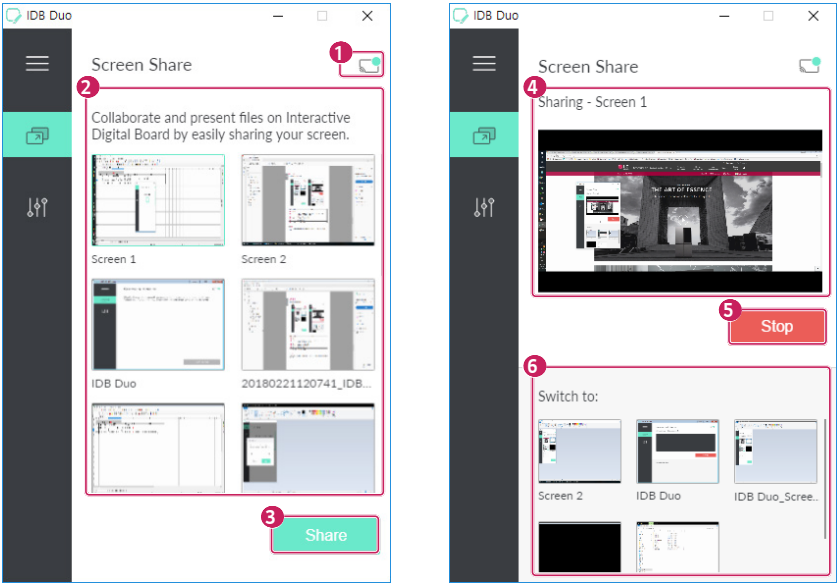 IDB Duo
Screen Share
1
2
Collaborate and present files on Interactive
Digital Board by easily sharing your screen.
Screen 1
Screen 2
IDB Duo
20180221120741_IDB...
3
Share
IDB Duo
Screen Share
4
Sharing - Screen 1
THE ART OF ESSENCE
5
Stop
6
Switch to:
Screen 2
IDB Duo
IDB Duo_Scree..